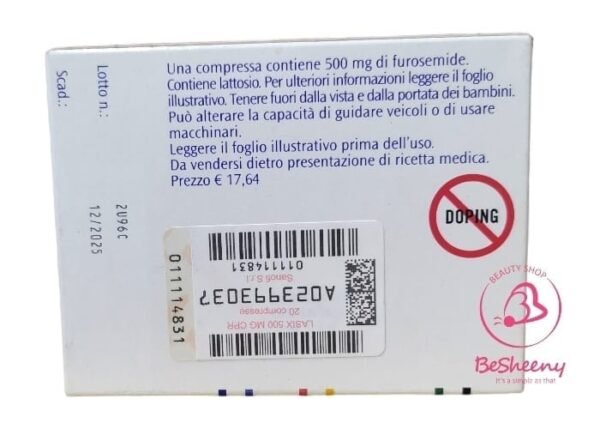 Una compressa contiene 500 mg di furosemide.
Contiene lattosio. Per ulteriori informazioni leggere il foglio
illustrativo. Tenere fuori dalla vista e dalla portata dei bambini.
Può alterare la capacità di guidare veicoli o di usare
macchinari.
Leggere il foglio illustrativo prima dell'uso.
Da vendersi dietro presentazione di ricetta medica.
Prezzo € 17,64
Lotto n.:
Scad.:
2U96C
12/2025
DOPING
011114831
011114831
Sanofi S.r.l
A023993037
20 compresse
LASIX 500 MG CPR
BEAUTY SHOP
BeSheeny
It's a simple as that